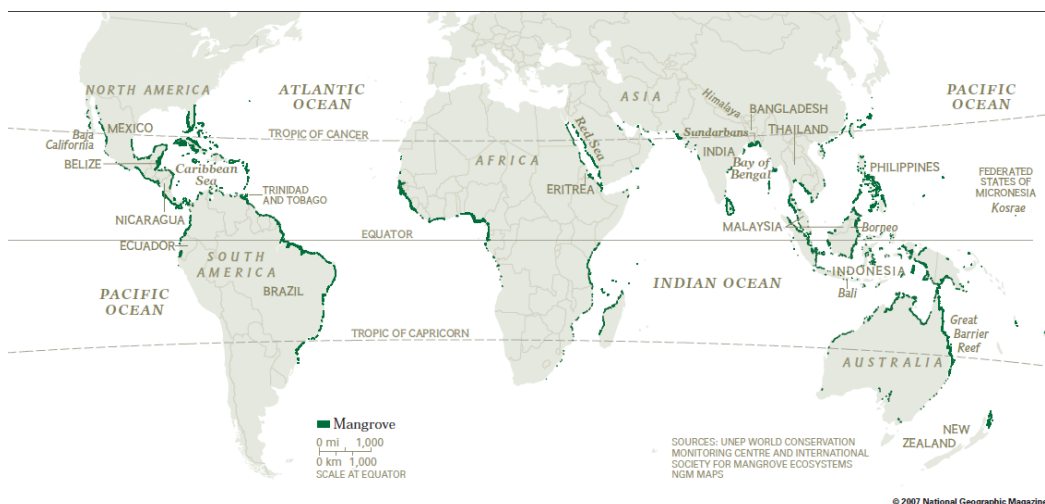 NORTH AMERICA
ATLANTIC
OCEAN
ASIA
Himalaya
PACIFIC
OCEAN
BANGLADESH
MEXICO
TROPIC OF CANCER
Red Sea
Sundarbans
THAILAND
Baja
California
INDIA
BELIZE
Caribbean
Sea
AFRICA
Bay of
Bengal
PHILIPPINES
FEDERATED
STATES OF
MICRONESIA
Kosrae
TRINIDAD
AND TOBAGO
ERITREA
NICARAGUA
MALAYSIA
Borneo
EQUATOR
ECUADOR
SOUTH
AMERICA
INDONESIA
BRAZIL
INDIAN OCEAN
Bali
PACIFIC
OCEAN
TROPIC OF CAPRICORN
Great
Barrier
Reef
AUSTRALIA
Mangrove
0 mi 1,000
0 km 1,000
SCALE AT EQUATOR
NEW
ZEALAND
SOURCES: UNEP WORLD CONSERVATION
MONITORING CENTRE AND INTERNATIONAL
SOCIETY FOR MANGROVE ECOSYSTEMS
NGM MAPS
© 2007 National Geographic Magazine